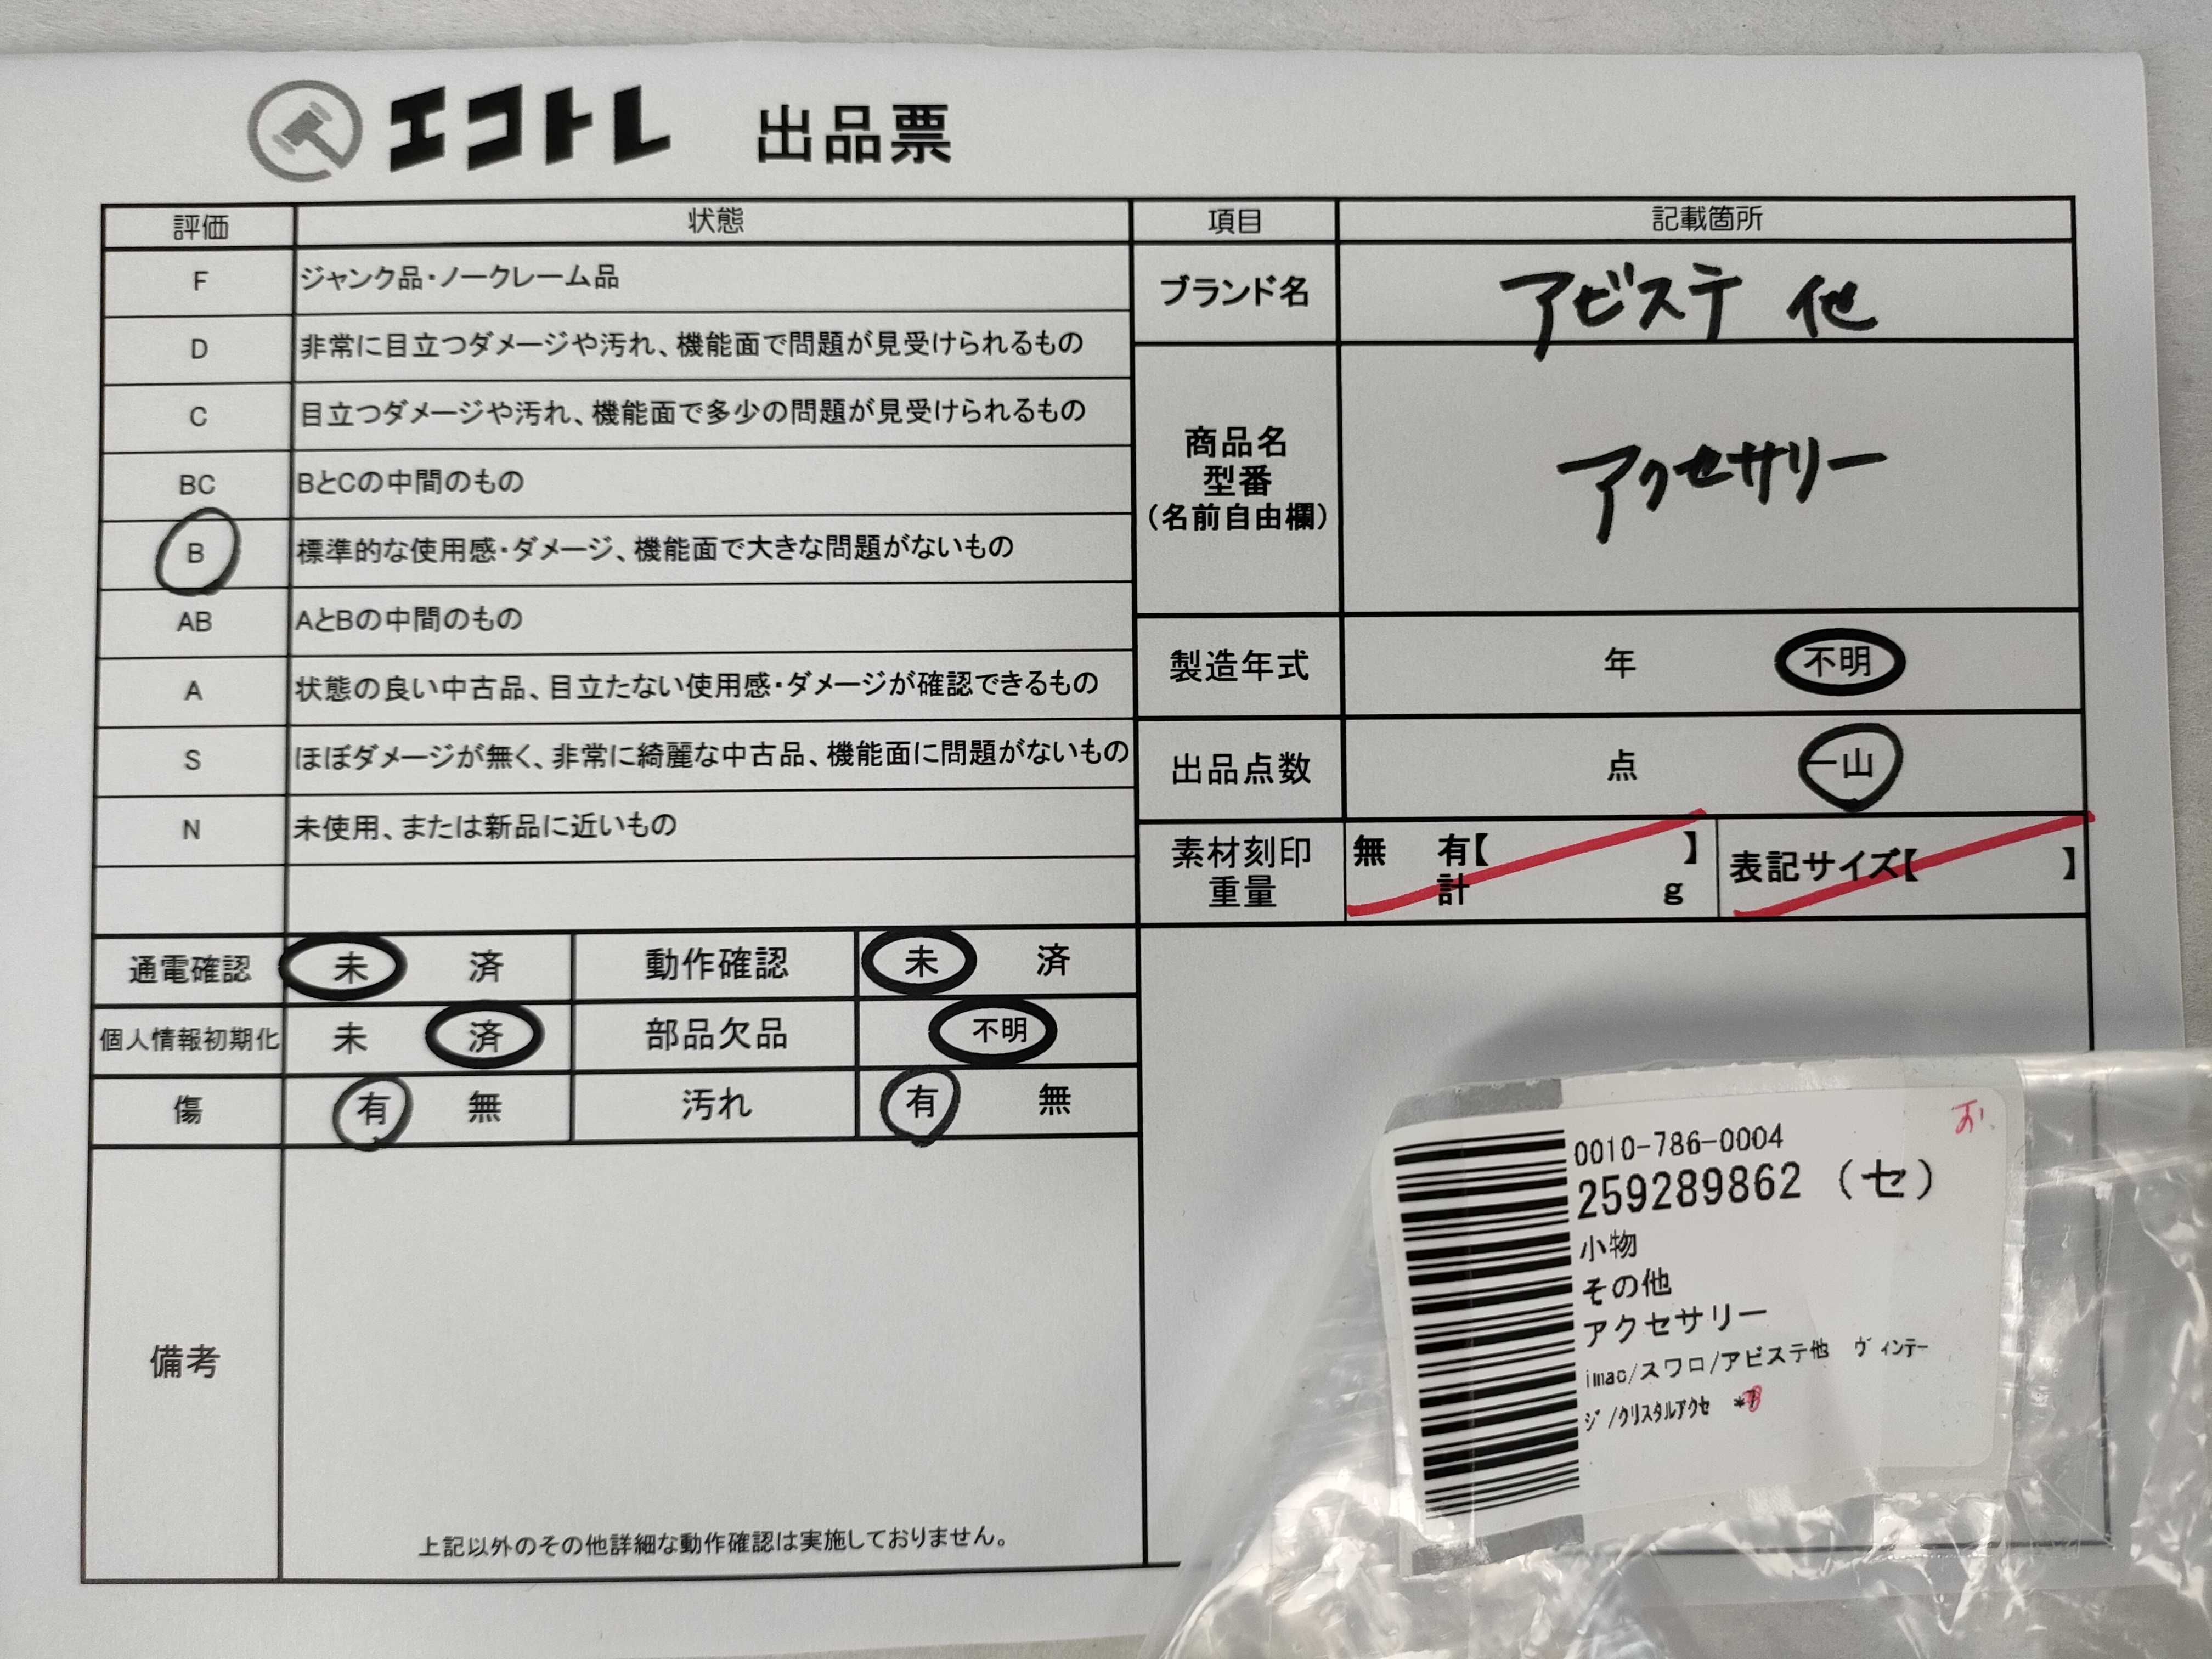 エコトレ 出品票
評価 状態
F ジャンク品・ノークレーム品
D 非常に目立つダメージや汚れ、機能面で問題が見受けられるもの
C 目立つダメージや汚れ、機能面で多少の問題が見受けられるもの
BC BとCの中間のもの
B 標準的な使用感・ダメージ、機能面で大きな問題がないもの
AB AとBの中間のもの
A 状態の良い中古品、目立たない使用感・ダメージが確認できるもの
S ほぼダメージが無く、非常に綺麗な中古品、機能面に問題がないもの
N 未使用、または新品に近いもの
通電確認 未 済 動作確認 未 済
個人情報初期化 未 済 部品欠品 不明
傷 有 無 汚れ 有 無
備考
上記以外のその他詳細な動作確認は実施しておりません。
項目 記載箇所
ブランド名 アビステ 他
商品名
型番
(名前自由欄)
アクセサリー
製造年式 年 不明
出品点数 点 一山
素材刻印 無 有【 】
重量 計 g
表記サイズ【 】
お.
0010-786-0004
259289862 (セ)
小物
その他
アクセサリー
imac/スワロ/アビステ他 ヴィンテー
ジ/クリスタルアクセ